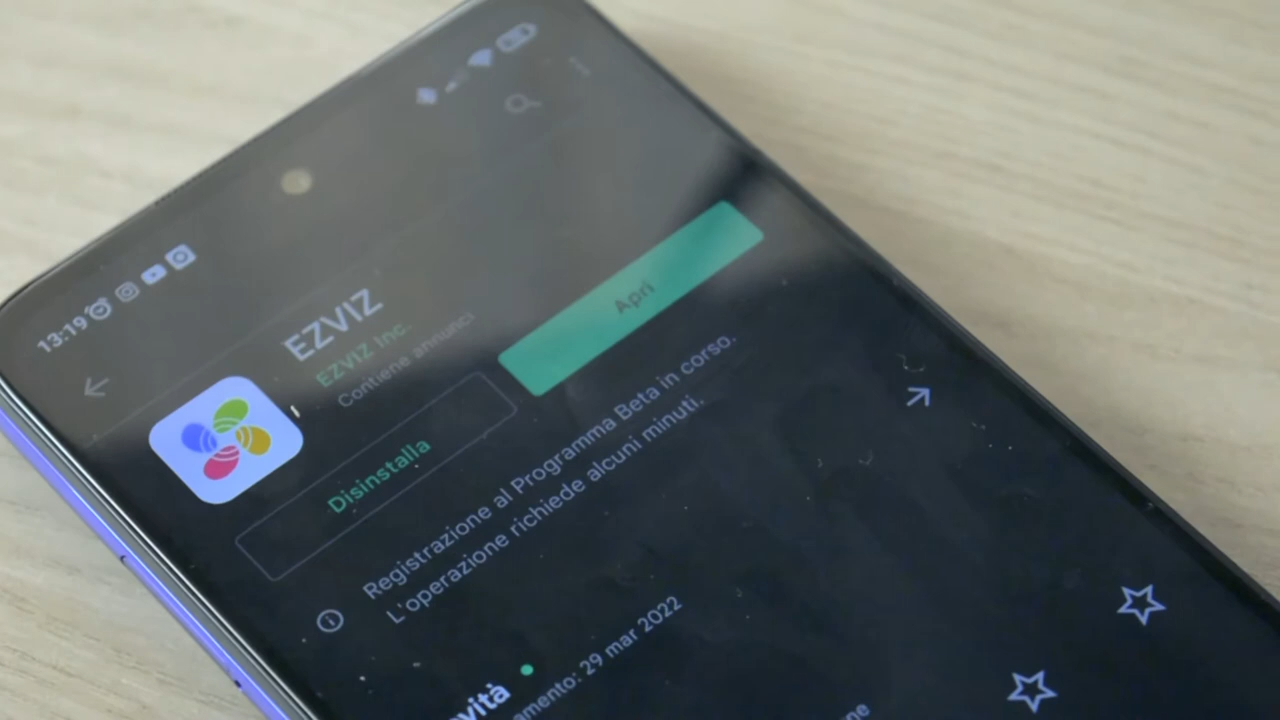 13:19
EZVIZ
EZVIZ Inc.
Contiene annunci
Disinstalla
Apri
Registrazione al Programma Beta in corso.
L'operazione richiede alcuni minuti.
vità
amento: 29 mar 2022
ne